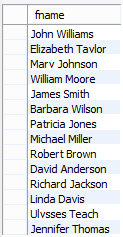 fname
John Williams
Elizabeth Taylor
Mary Johnson
William Moore
James Smith
Barbara Wilson
Patricia Jones
Michael Miller
Robert Brown
David Anderson
Richard Jackson
Linda Davis
Ulysses Teach
Jennifer Thomas